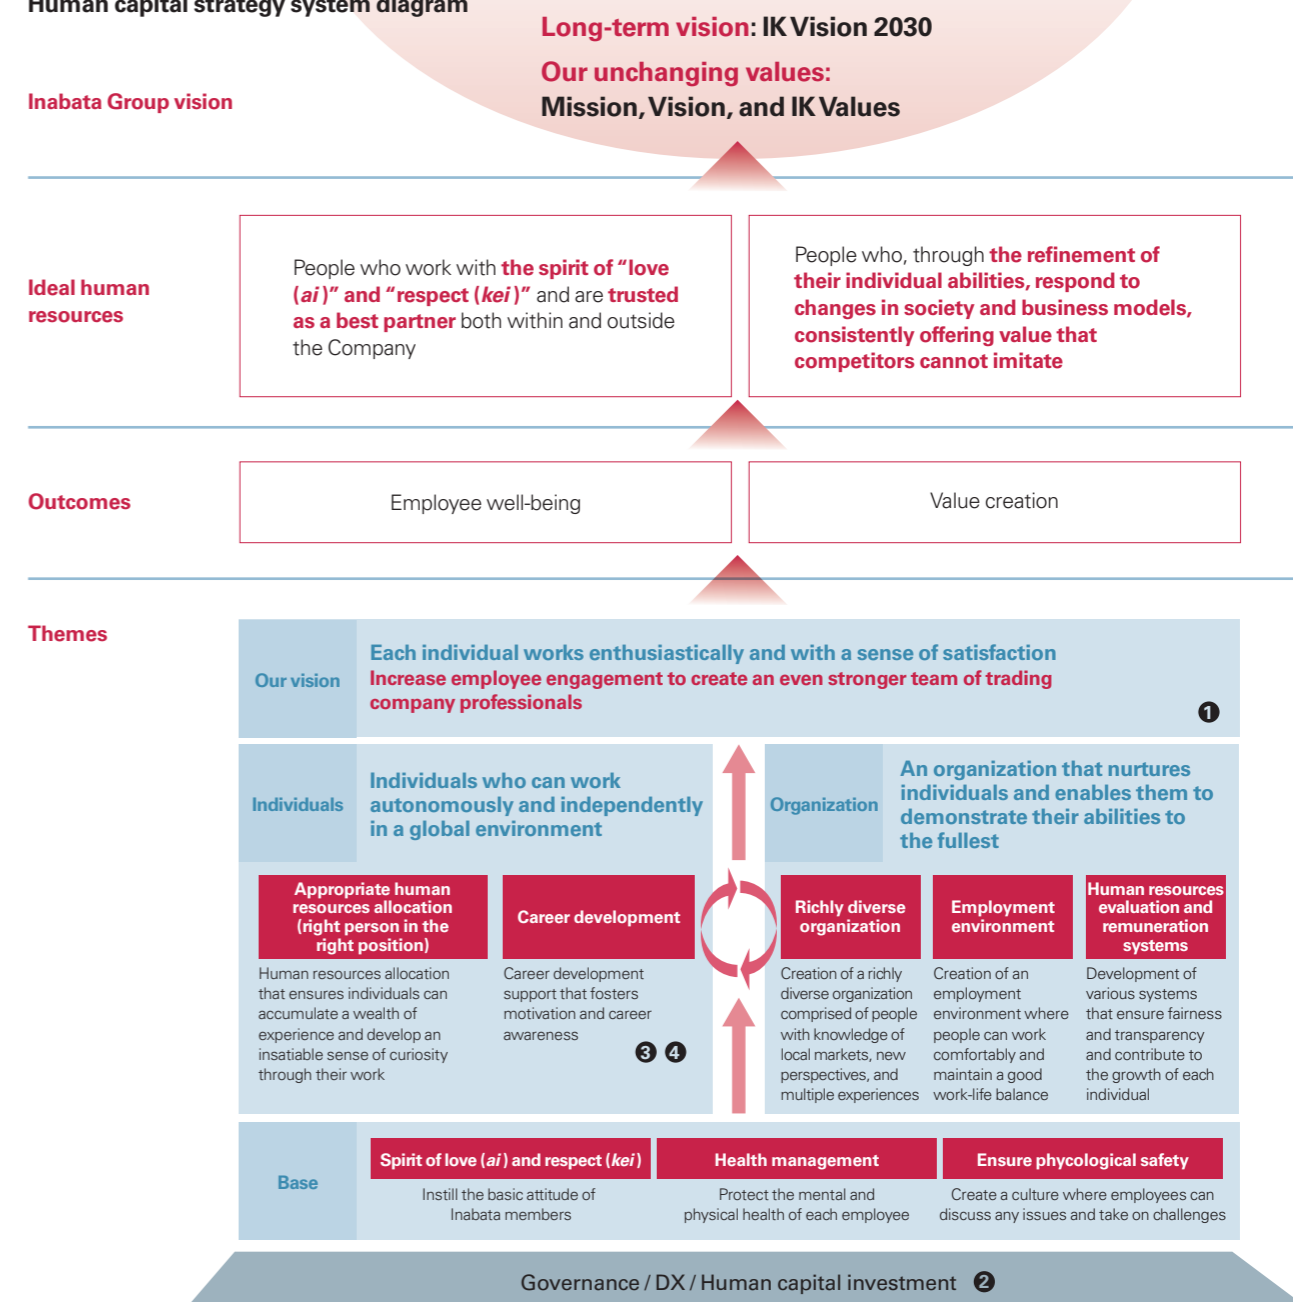 Human capital strategy system diagram
Long-term vision: IK Vision 2030
Our unchanging values:
Mission, Vision, and IK Values
Inabata Group vision
Ideal human
resources
People who work with the spirit of “love
(ai)” and “respect (kei)” and are trusted
as a best partner both within and outside
the Company
People who, through the refinement of
their individual abilities, respond to
changes in society and business models,
consistently offering value that
competitors cannot imitate
Outcomes
Employee well-being
Value creation
Themes
Our vision
Each individual works enthusiastically and with a sense of satisfaction
Increase employee engagement to create an even stronger team of trading
company professionals
❶
Individuals
Individuals who can work
autonomously and independently
in a global environment
Appropriate human
resources allocation
(right person in the
right position)
Human resources allocation
that ensures individuals can
accumulate a wealth of
experience and develop an
insatiable sense of curiosity
through their work
Career development
Career development
support that fosters
motivation and career
awareness
❸ ❹
Organization
An organization that nurtures
individuals and enables them to
demonstrate their abilities to
the fullest
Richly diverse
organization
Creation of a richly
diverse organization
comprised of people
with knowledge of
local markets, new
perspectives, and
multiple experiences
Employment
environment
Creation of an
employment
environment where
people can work
comfortably and
maintain a good
work-life balance
Human resources
evaluation and
remuneration
systems
Development of
various systems
that ensure fairness
and transparency
and contribute to
the growth of each
individual
Base
Spirit of love (ai) and respect (kei)
Instill the basic attitude of
Inabata members
Health management
Protect the mental and
physical health of each employee
Ensure phycological safety
Create a culture where employees can
discuss any issues and take on challenges
Governance / DX / Human capital investment ❷